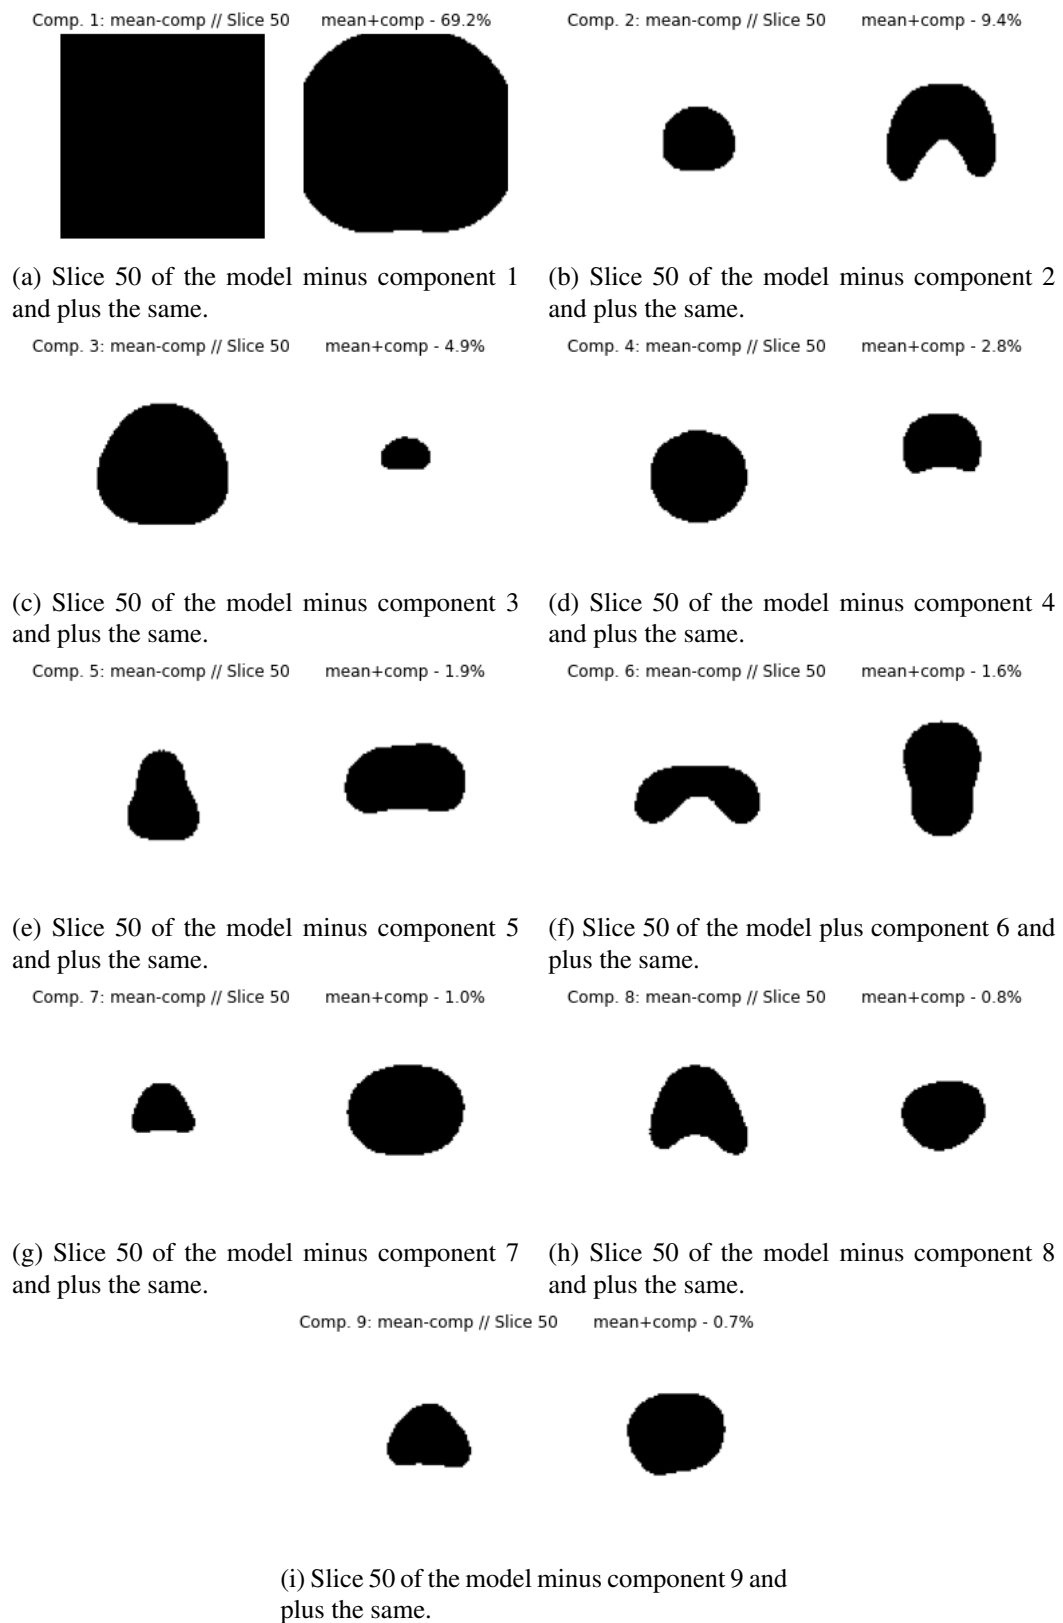 Comp. 1: mean-comp // Slice 50 mean+comp - 69.2%
Comp. 2: mean-comp // Slice 50 mean+comp - 9.4%
(a) Slice 50 of the model minus component 1
and plus the same.
(b) Slice 50 of the model minus component 2
and plus the same.
Comp. 3: mean-comp // Slice 50 mean+comp - 4.9%
Comp. 4: mean-comp // Slice 50 mean+comp - 2.8%
(c) Slice 50 of the model minus component 3
and plus the same.
(d) Slice 50 of the model minus component 4
and plus the same.
Comp. 5: mean-comp // Slice 50 mean+comp - 1.9%
Comp. 6: mean-comp // Slice 50 mean+comp - 1.6%
(e) Slice 50 of the model minus component 5
and plus the same.
(f) Slice 50 of the model plus component 6 and
plus the same.
Comp. 7: mean-comp // Slice 50 mean+comp - 1.0%
Comp. 8: mean-comp // Slice 50 mean+comp - 0.8%
(g) Slice 50 of the model minus component 7
and plus the same.
(h) Slice 50 of the model minus component 8
and plus the same.
Comp. 9: mean-comp // Slice 50 mean+comp - 0.7%
(i) Slice 50 of the model minus component 9 and
plus the same.